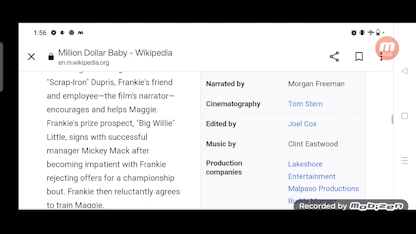 1:56
Million Dollar Baby - Wikipedia
en.m.wikipedia.org
"Scrap-Iron" Dupris, Frankie's friend
and employee—the film's narrator—
encourages and helps Maggie.
Frankie's prize prospect, "Big Willie"
Little, signs with successful
manager Mickey Mack after
becoming impatient with Frankie
rejecting offers for a championship
bout. Frankie then reluctantly agrees
to train Maggie.
Narrated by Morgan Freeman
Cinematography Tom Stern
Edited by Joel Cox
Music by Clint Eastwood
Production Lakeshore
companies Entertainment
Malpaso Productions
Recorded by
MOBIZEN